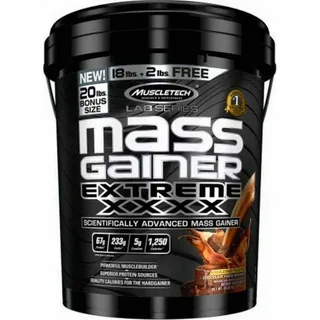 NEW!
18 lbs. + 2 lbs. FREE
20 lbs.
BONUS
SIZE
MUSCLETECH
LAB SERIES
#1
MASS
GAINER
EXTREME
XXXX
SCIENTIFICALLY ADVANCED MASS GAINER
67g 233g 5g 1,250
POWERFUL MUSCLEBUILDER
SUPERIOR PROTEIN SOURCES
QUALITY CALORIES FOR THE HARDGAINER